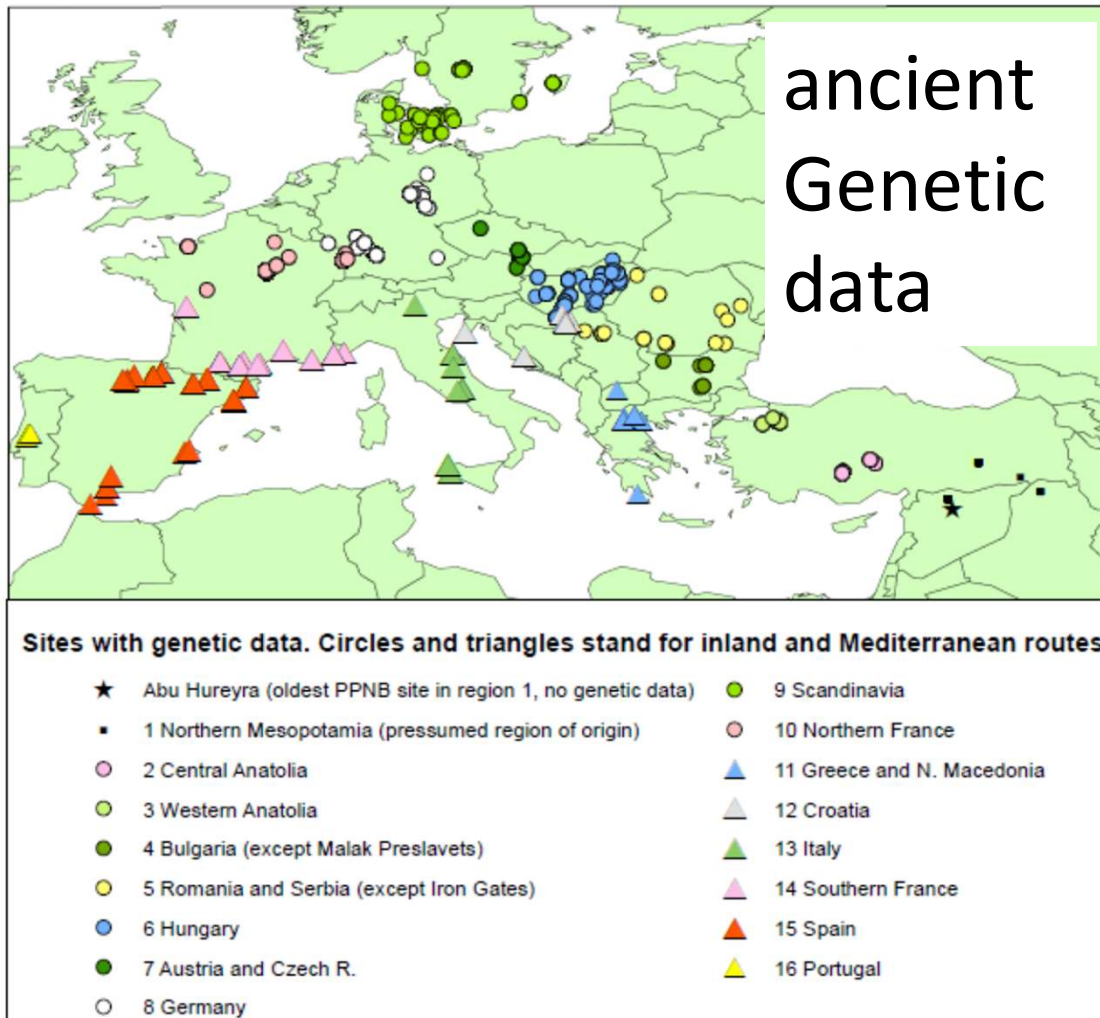 ancient
Genetic
data
Sites with genetic data. Circles and triangles stand for inland and Mediterranean routes
Abu Hureyra (oldest PPNB site in region 1, no genetic data)
1 Northern Mesopotamia (pressumed region of origin)
2 Central Anatolia
3 Western Anatolia
4 Bulgaria (except Malak Preslavets)
5 Romania and Serbia (except Iron Gates)
6 Hungary
7 Austria and Czech R.
8 Germany
9 Scandinavia
10 Northern France
11 Greece and N. Macedonia
12 Croatia
13 Italy
14 Southern France
15 Spain
16 Portugal